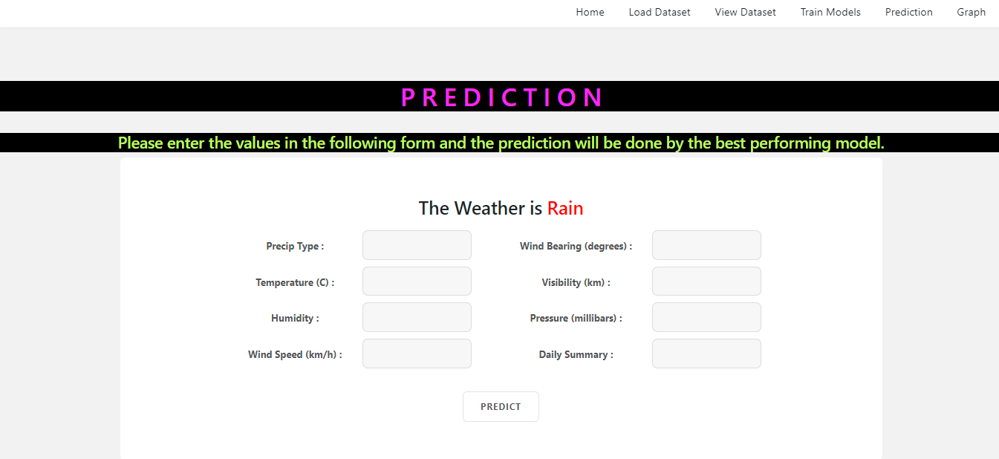 Home Load Dataset View Dataset Train Models Prediction Graph
P R E D I C T I O N
Please enter the values in the following form and the prediction will be done by the best performing model.
The Weather is Rain
Precip Type : Wind Bearing (degrees) :
Temperature (C) : Visibility (km) :
Humidity : Pressure (millibars) :
Wind Speed (km/h) : Daily Summary :
PREDICT